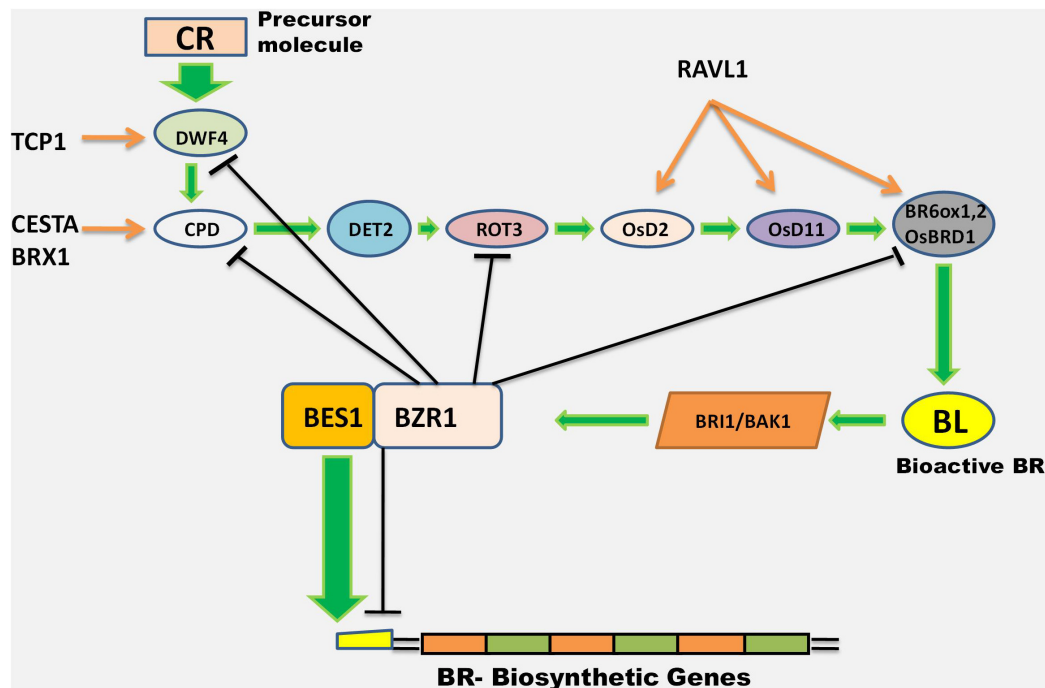 CR
Precursor
molecule
RAVL1
TCP1
DWF4
CESTA
BRX1
CPD
DET2
ROT3
OsD2
OsD11
BR6ox1,2
OsBRD1
BES1
BZR1
BRI1/BAK1
BL
Bioactive BR
BR- Biosynthetic Genes